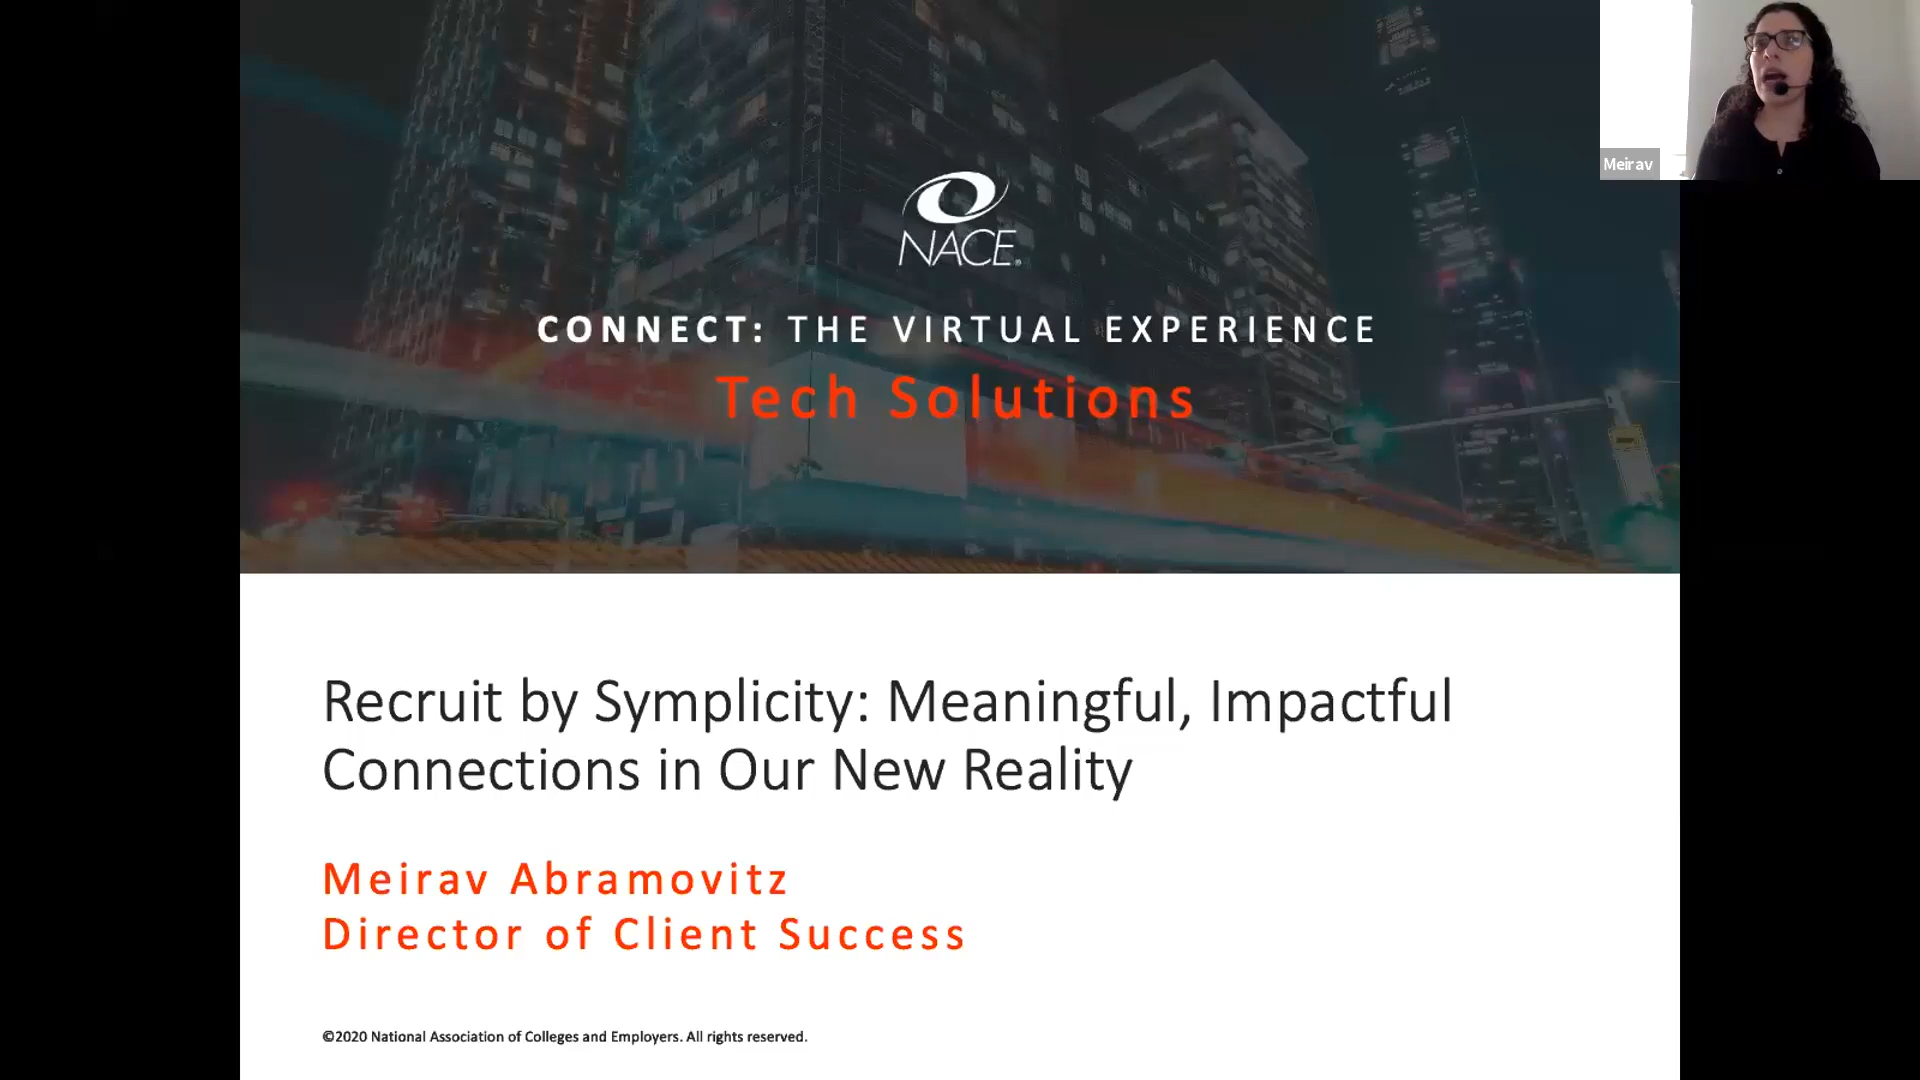 NACE®
CONNECT: THE VIRTUAL EXPERIENCE
Tech Solutions
Meirav
Recruit by Symplicity: Meaningful, Impactful
Connections in Our New Reality
Meirav Abramovitz
Director of Client Success
©2020 National Association of Colleges and Employers. All rights reserved.